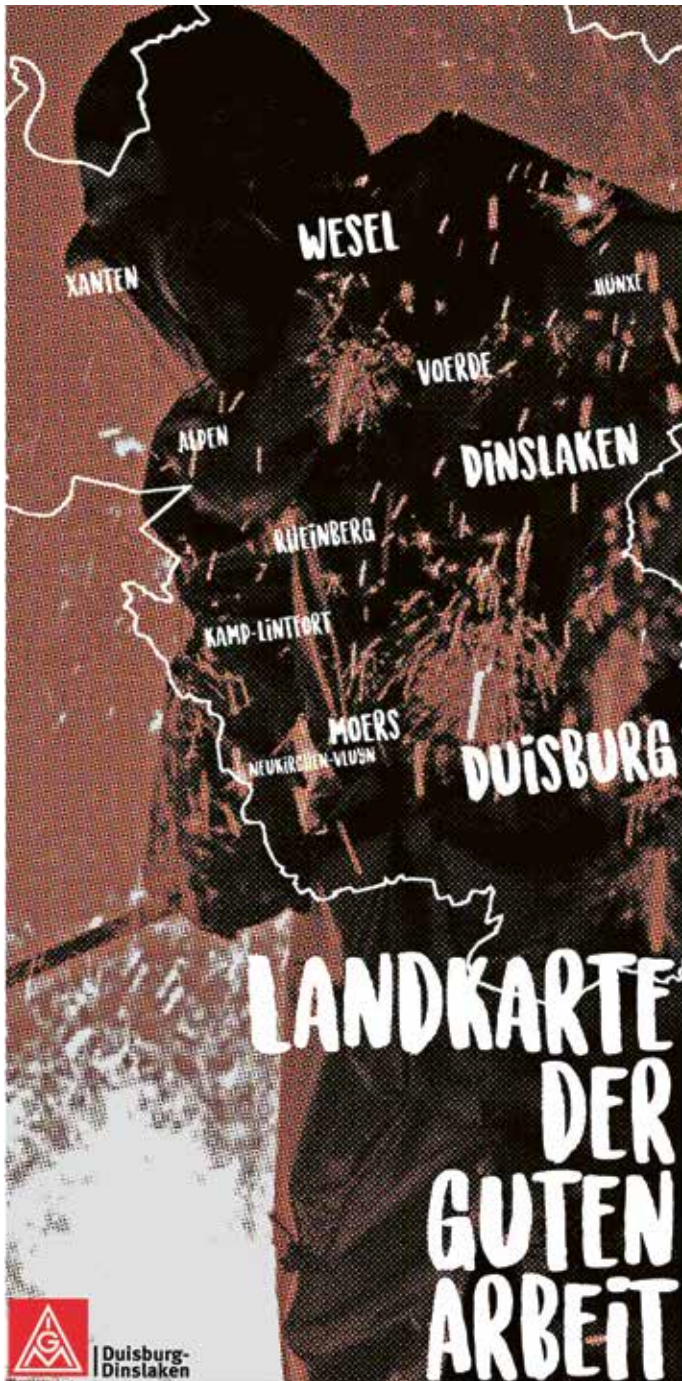 WESEL
XANTEN
HÜNXE
VOERDE
ALPEN
DiNSLAKEN
RHEiNBERG
KAMP-LiNTFORT
MOERS
NEUKiRCHEN-VLUYN
DUiSBURG
LANDKARTE
DER
GUTEN
ARBEiT
IGM
Duisburg-
Dinslaken